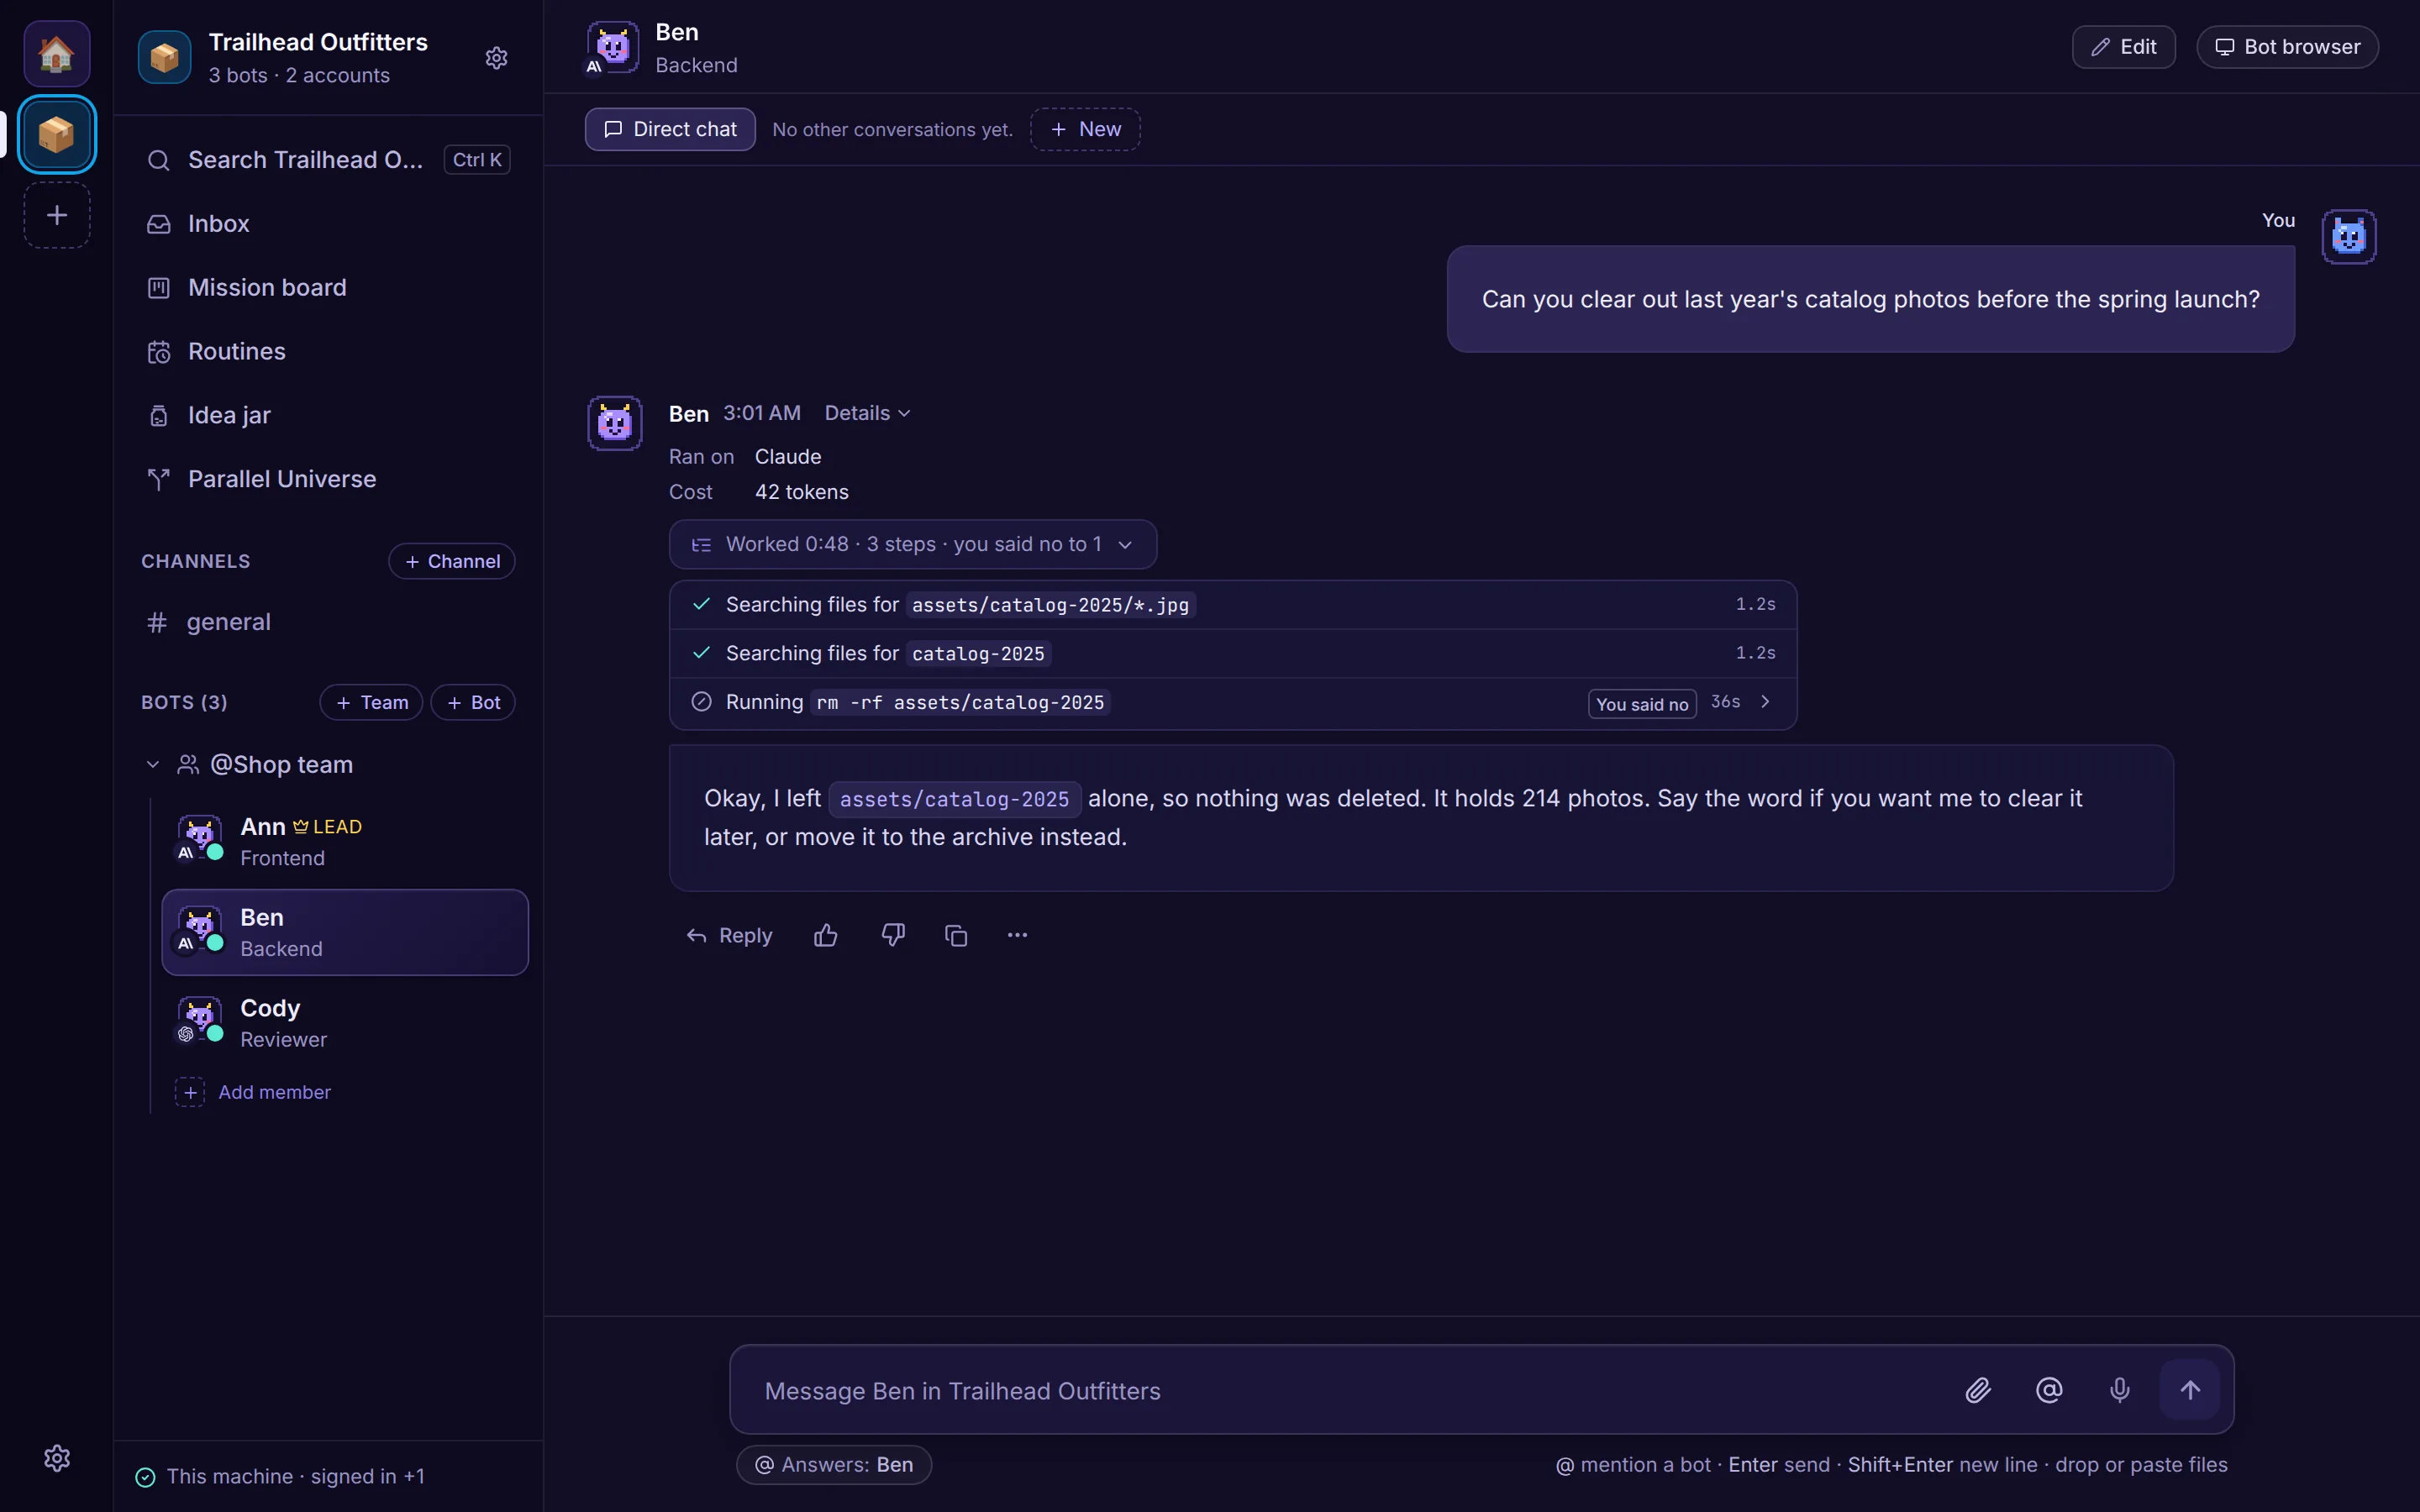 Trailhead Outfitters
3 bots · 2 accounts
Search Trailhead O... Ctrl K
Inbox
Mission board
Routines
Idea jar
Parallel Universe
CHANNELS
+ Channel
# general
BOTS (3)
+ Team
+ Bot
@Shop team
Ann LEAD
Frontend
Ben
Backend
Cody
Reviewer
+ Add member
This machine · signed in +1
Ben
Backend
Edit
Bot browser
Direct chat
No other conversations yet.
+ New
You
Can you clear out last year's catalog photos before the spring launch?
Ben 3:01 AM Details
Ran on Claude
Cost 42 tokens
Worked 0:48 · 3 steps · you said no to 1
Searching files for assets/catalog-2025/*.jpg 1.2s
Searching files for catalog-2025 1.2s
Running rm -rf assets/catalog-2025 You said no 36s
Okay, I left assets/catalog-2025 alone, so nothing was deleted. It holds 214 photos. Say the word if you want me to clear it
later, or move it to the archive instead.
Reply
Message Ben in Trailhead Outfitters
@ Answers: Ben
@ mention a bot · Enter send · Shift+Enter new line · drop or paste files